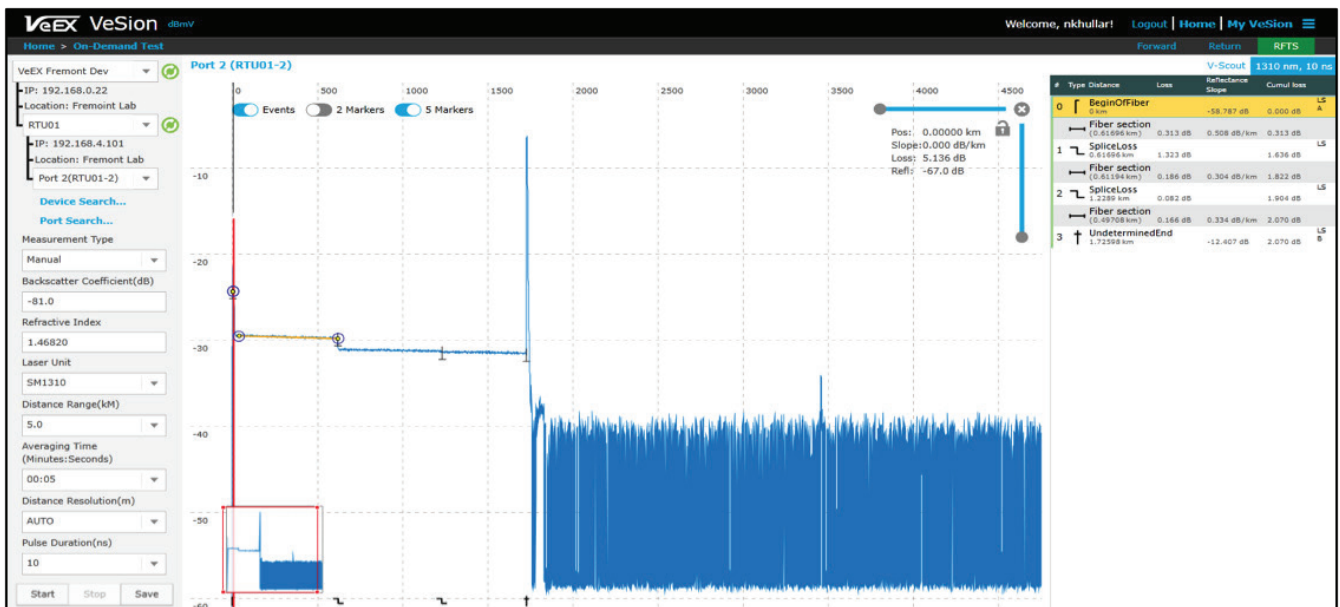 VeEX VeSion dBmV
Welcome, nkhullar! Logout | Home | My VeSion
Home > On-Demand Test
Forward Return RFTS
VeEX Fremont Dev
IP: 192.168.0.22
Location: Fremoint Lab
RTU01
IP: 192.168.4.101
Location: Fremont Lab
Port 2(RTU01-2)
Device Search...
Port Search...
Measurement Type
Manual
Backscatter Coefficient(dB)
-81.0
Refractive Index
1.46820
Laser Unit
SM1310
Distance Range(kM)
5.0
Averaging Time
(Minutes:Seconds)
00:05
Distance Resolution(m)
AUTO
Pulse Duration(ns)
10
Start Stop Save
Port 2 (RTU01-2)
V-Scout 1310 nm, 10 ns
0 500 1000 1500 2000 2500 3000 3500 4000 4500
Events 2 Markers 5 Markers
Pos: 0.00000 km
Slope:0.000 dB/km
Loss: 5.136 dB
Refl: -67.0 dB
-10
-20
-30
-40
-50
-60
# Type Distance Loss Reflectance Slope Cumul loss
0 BeginOfFiber LS
0 km -58.787 dB 0.000 dB A
Fiber section
(0.61696 km) 0.313 dB 0.508 dB/km 0.313 dB
1 SpliceLoss LS
0.61696 km 1.323 dB 1.636 dB
Fiber section
(0.61194 km) 0.186 dB 0.304 dB/km 1.822 dB
2 SpliceLoss LS
1.2289 km 0.082 dB 1.904 dB
Fiber section
(0.49708 km) 0.166 dB 0.334 dB/km 2.070 dB
3 UndeterminedEnd LS
1.72598 km -12.407 dB 2.070 dB B